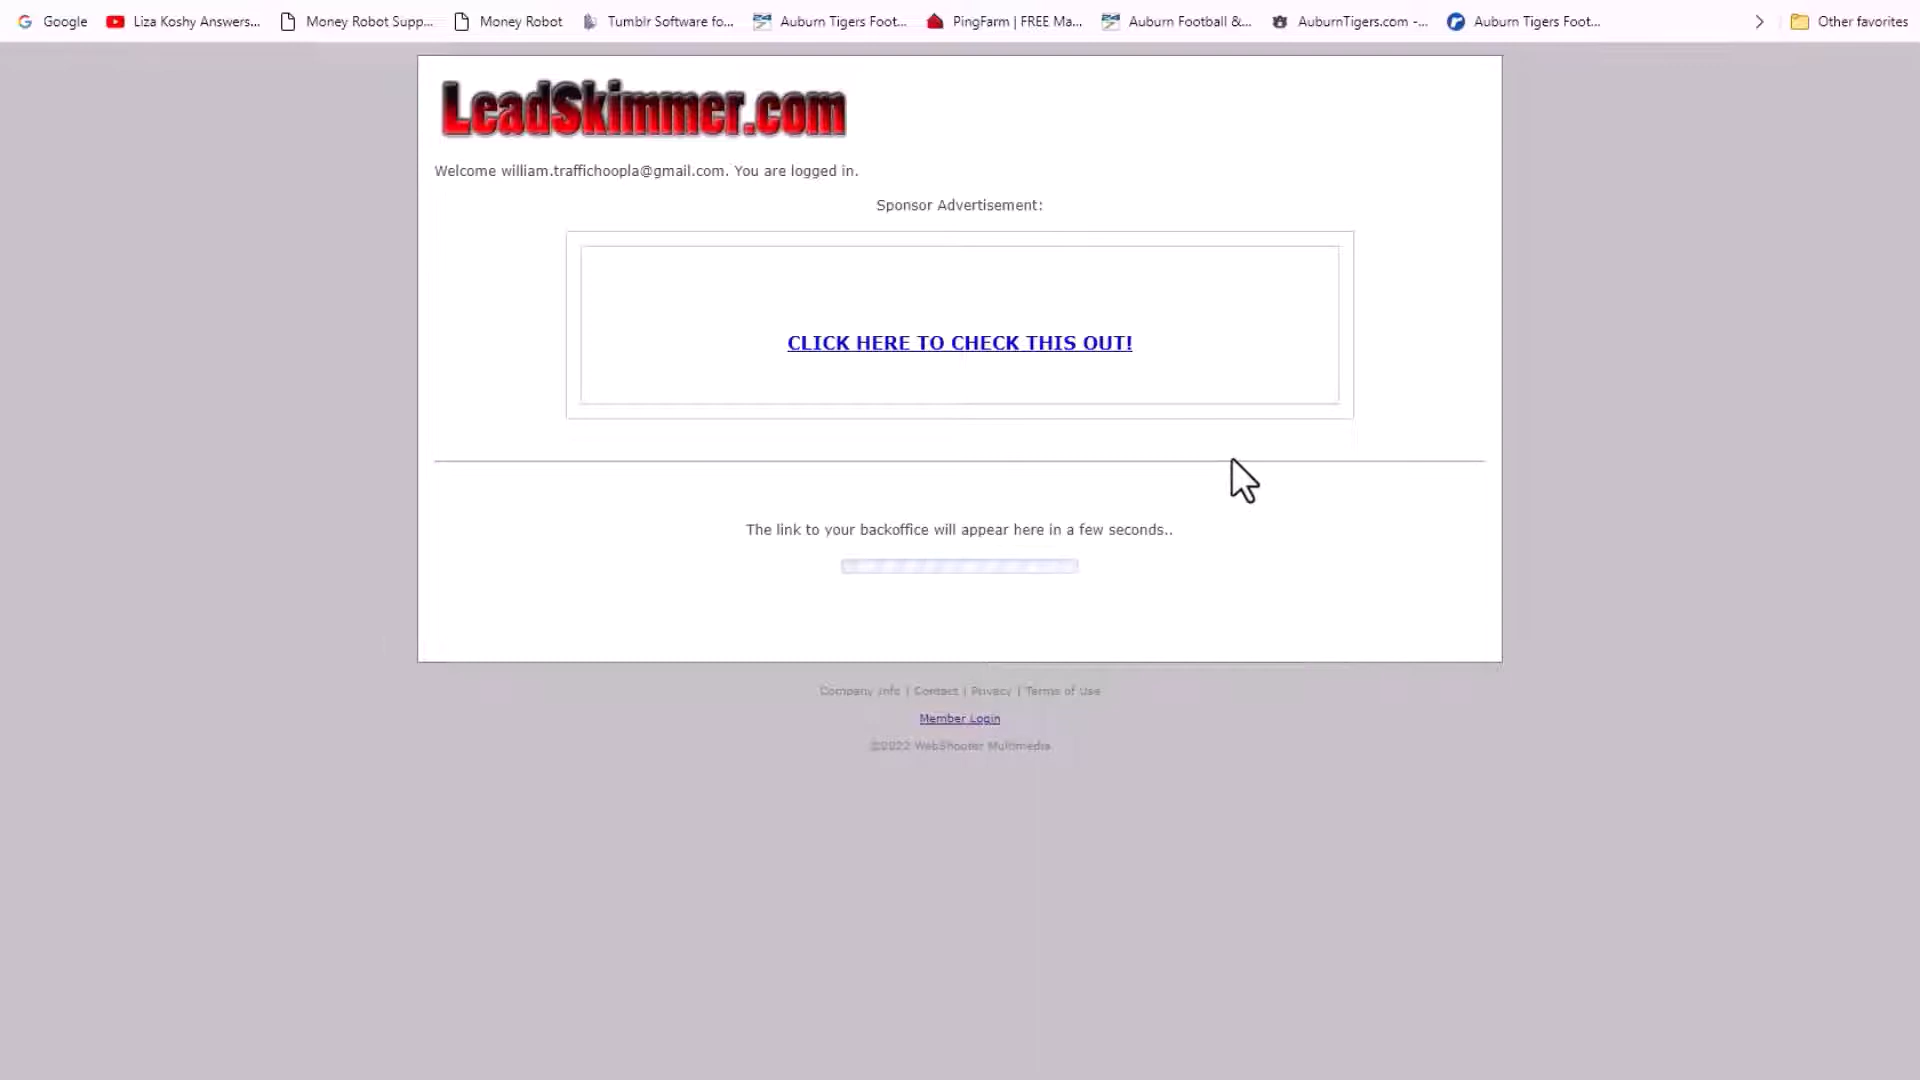 Google Liza Koshy Answers... Money Robot Supp... Money Robot Tumblr Software fo... Auburn Tigers Foot... PingFarm | FREE Ma... Auburn Football &... AuburnTigers.com -... Auburn Tigers Foot... Other favorites
LeadSkimmer.com
Welcome william.traffichoopla@gmail.com. You are logged in.
Sponsor Advertisement:
CLICK HERE TO CHECK THIS OUT!
The link to your backoffice will appear here in a few seconds..
Company Info | Contact | Privacy | Terms of Use
Member Login
©2022 WebShooter Multimedia